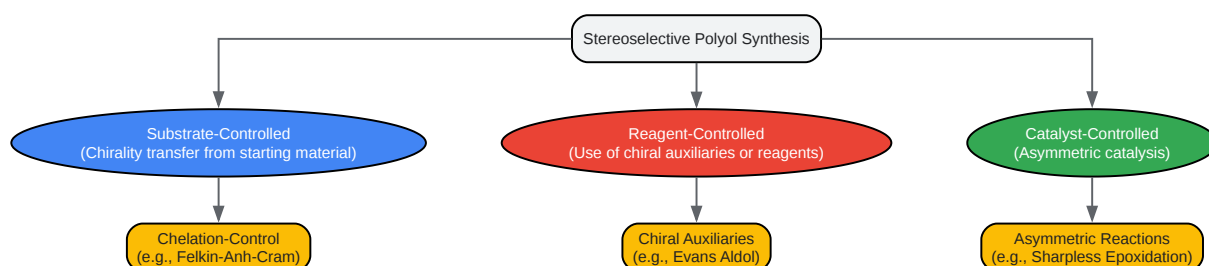 Stereoselective Polyol Synthesis
Substrate-Controlled
(Chirality transfer from starting material)
Reagent-Controlled
(Use of chiral auxiliaries or reagents)
Catalyst-Controlled
(Asymmetric catalysis)
Chelation-Control
(e.g., Felkin-Anh-Cram)
Chiral Auxiliaries
(e.g., Evans Aldol)
Asymmetric Reactions
(e.g., Sharpless Epoxidation)